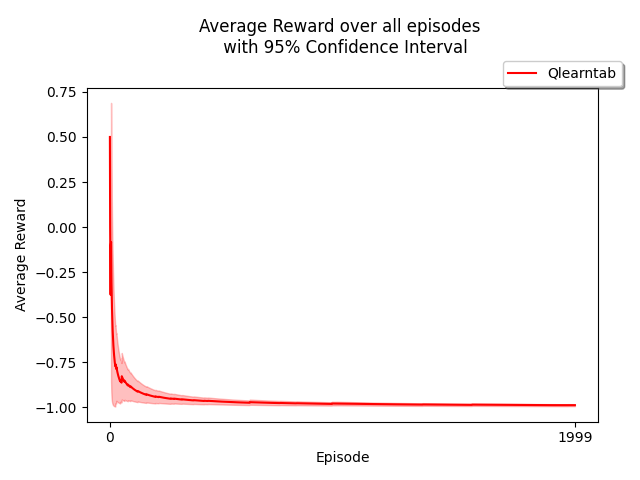 Average Reward over all episodes
with 95% Confidence Interval
Qlearntab
Average Reward
0.75
0.50
0.25
0.00
−0.25
−0.50
−0.75
−1.00
0
1999
Episode